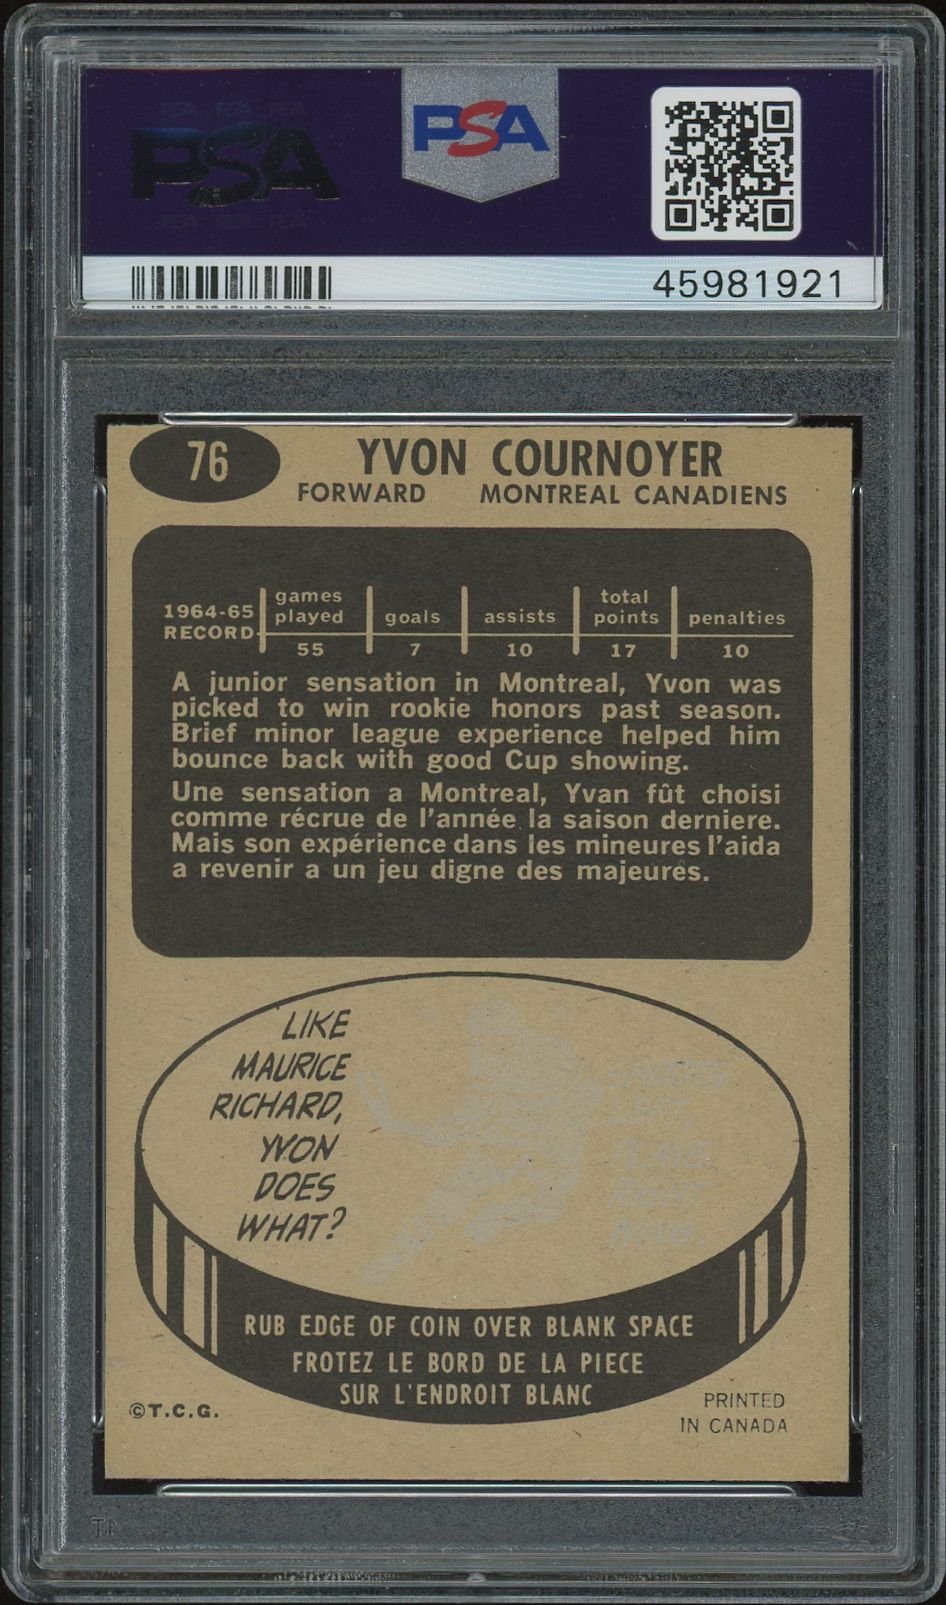 PSA
PSA
45981921
76
YVON COURNOYER
FORWARD MONTREAL CANADIENS
1964-65 RECORD games played goals assists total points penalties
55 7 10 17 10
A junior sensation in Montreal, Yvon was
picked to win rookie honors past season.
Brief minor league experience helped him
bounce back with good Cup showing.
Une sensation a Montreal, Yvan fût choisi
comme récrue de l'année la saison derniere.
Mais son expérience dans les mineures l'aida
a revenir a un jeu digne des majeures.
LIKE
MAURICE
RICHARD,
YVON
DOES
WHAT?
SHOOTS
LEFT,
PLAYS
RIGHT
WING.
RUB EDGE OF COIN OVER BLANK SPACE
FROTEZ LE BORD DE LA PIECE
SUR L'ENDROIT BLANC
©T.C.G.
PRINTED
IN CANADA